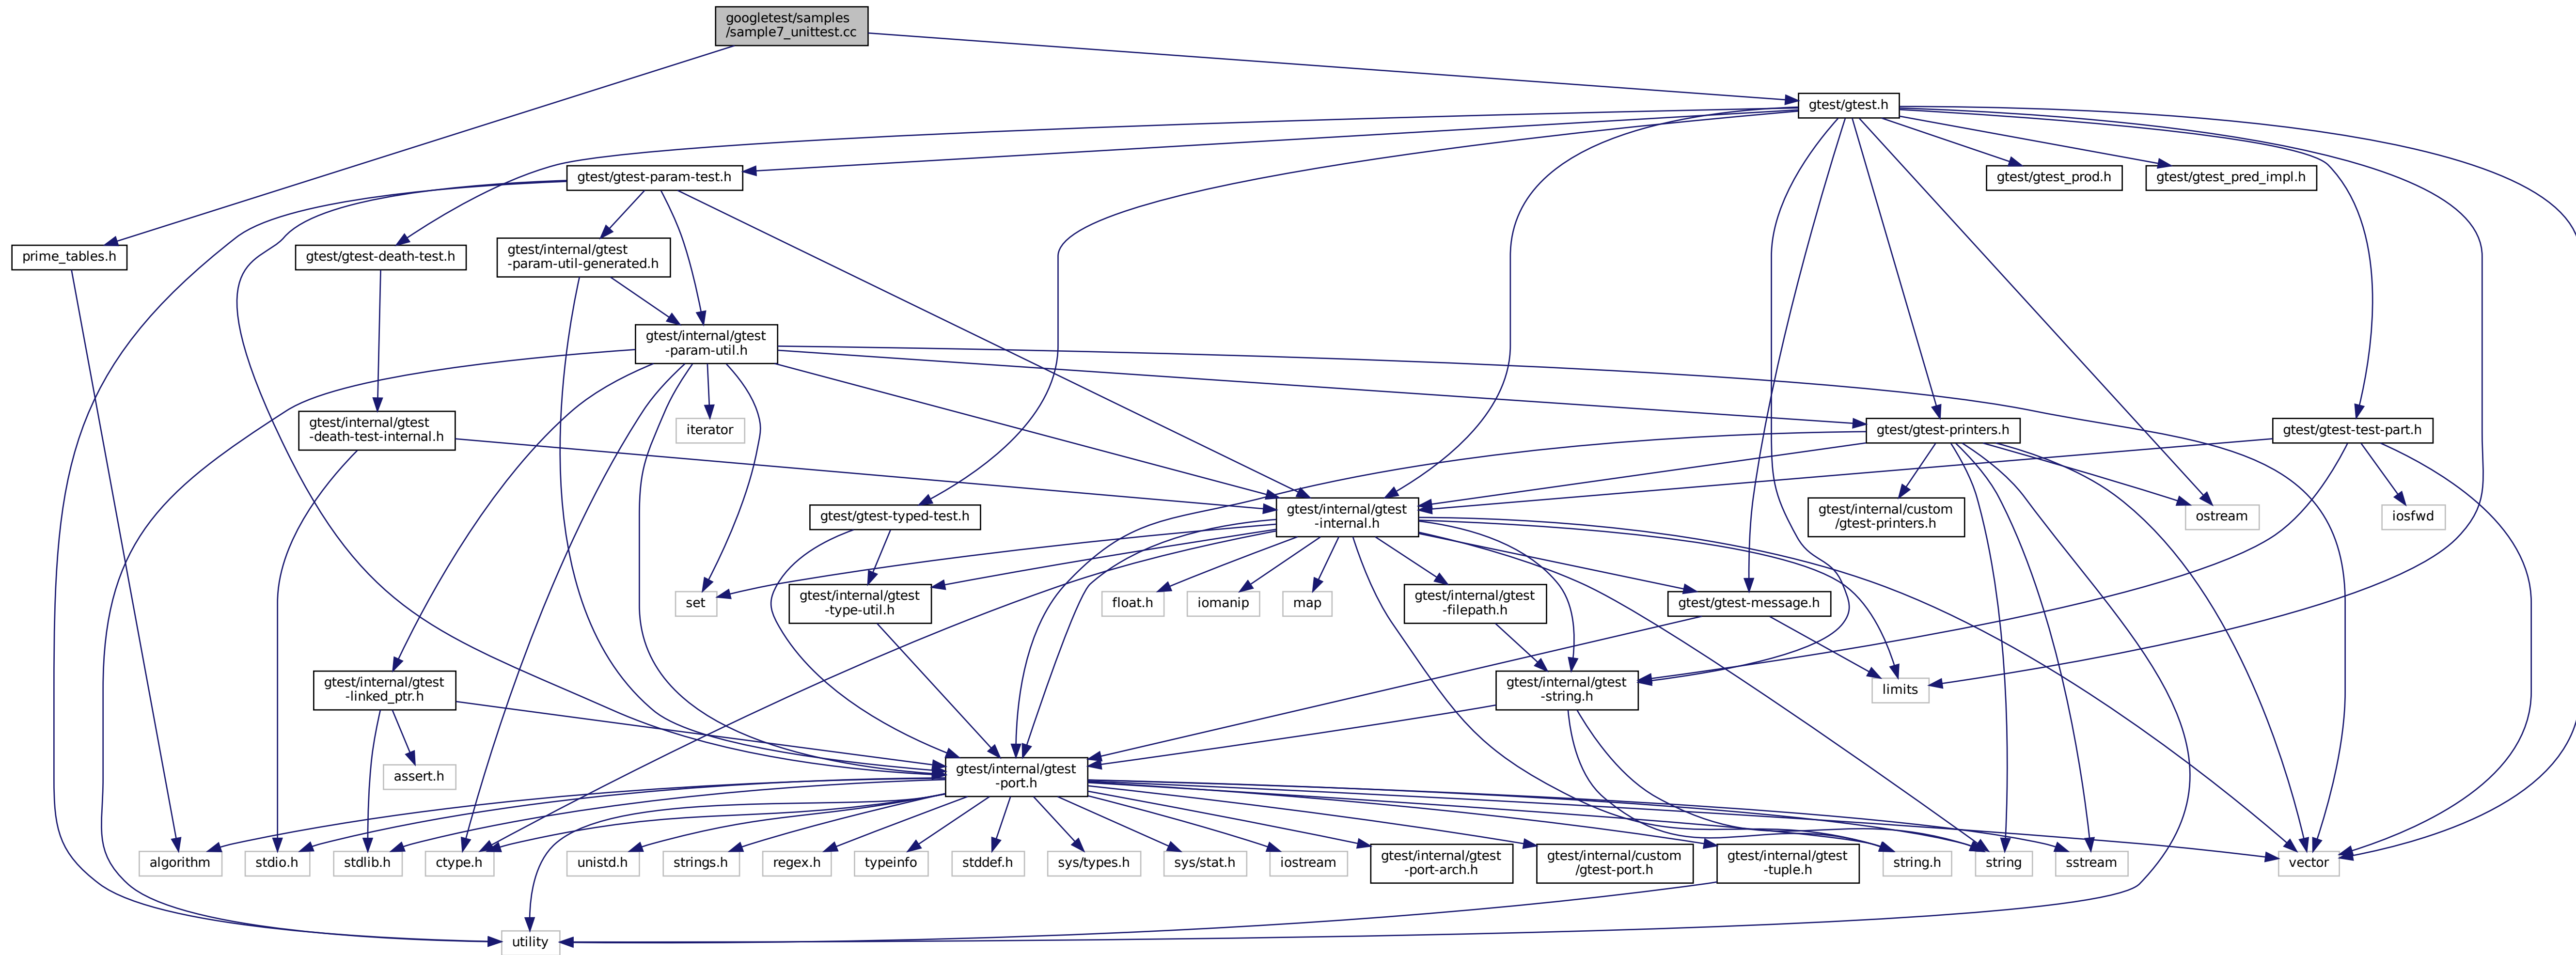 googletest/samples
/sample7_unittest.cc
gtest/gtest.h
gtest/gtest-param-test.h
gtest/gtest_prod.h
gtest/gtest_pred_impl.h
prime_tables.h
gtest/gtest-death-test.h
gtest/internal/gtest
-param-util-generated.h
gtest/internal/gtest
-param-util.h
gtest/internal/gtest
-death-test-internal.h
iterator
gtest/gtest-printers.h
gtest/gtest-test-part.h
gtest/gtest-typed-test.h
gtest/internal/gtest
-internal.h
gtest/internal/custom
/gtest-printers.h
ostream
iosfwd
set
gtest/internal/gtest
-type-util.h
float.h
iomanip
map
gtest/internal/gtest
-filepath.h
gtest/gtest-message.h
gtest/internal/gtest
-linked_ptr.h
gtest/internal/gtest
-string.h
limits
assert.h
gtest/internal/gtest
-port.h
algorithm
stdio.h
stdlib.h
ctype.h
unistd.h
strings.h
regex.h
typeinfo
stddef.h
sys/types.h
sys/stat.h
iostream
gtest/internal/gtest
-port-arch.h
gtest/internal/custom
/gtest-port.h
gtest/internal/gtest
-tuple.h
string.h
string
sstream
vector
utility